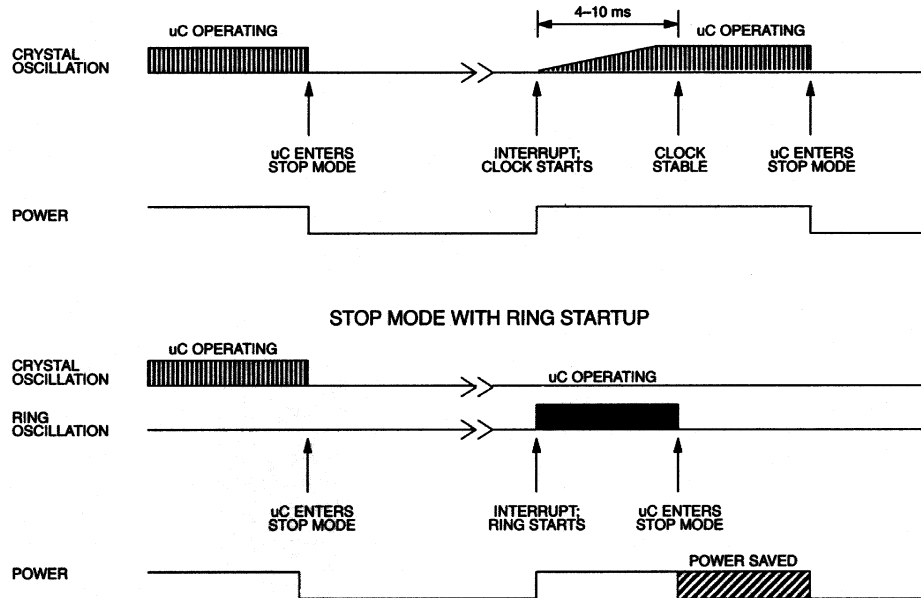 4–10 ms
uC OPERATING
uC OPERATING
CRYSTAL
OSCILLATION
uC ENTERS
STOP MODE
INTERRUPT;
CLOCK STARTS
CLOCK
STABLE
uC ENTERS
STOP MODE
POWER
STOP MODE WITH RING STARTUP
uC OPERATING
CRYSTAL
OSCILLATION
uC OPERATING
RING
OSCILLATION
uC ENTERS
STOP MODE
INTERRUPT;
RING STARTS
uC ENTERS
STOP MODE
POWER SAVED
POWER